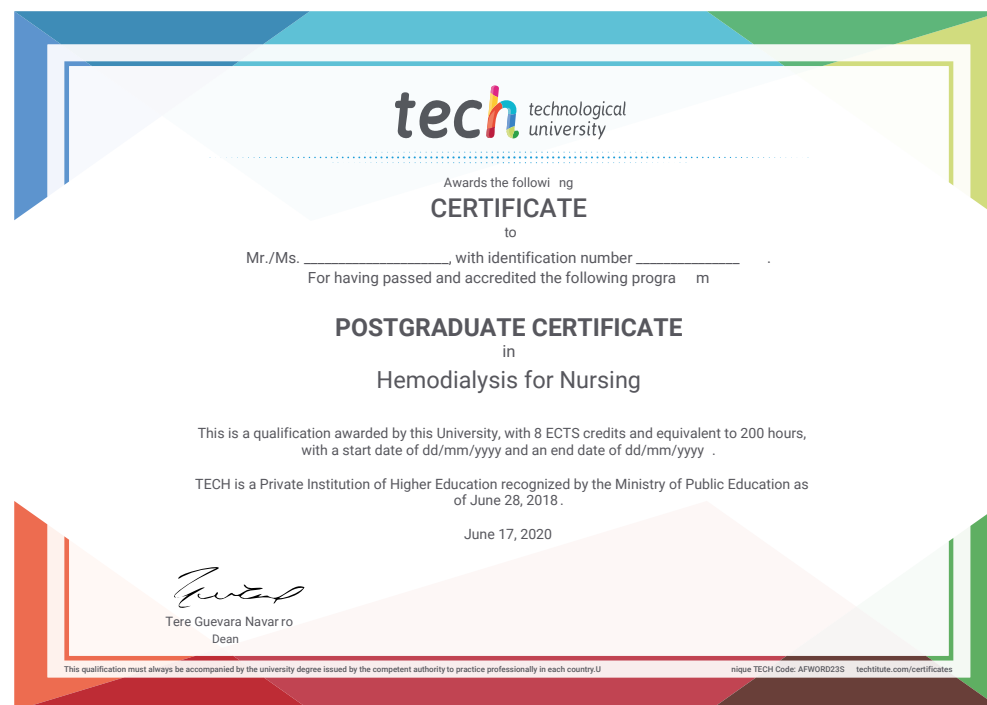 tech technological
university
Awards the followi ng
CERTIFICATE
to
Mr./Ms. _____________________, with identification number _______________ .
For having passed and accredited the following progra m
POSTGRADUATE CERTIFICATE
in
Hemodialysis for Nursing
This is a qualification awarded by this University, with 8 ECTS credits and equivalent to 200 hours,
with a start date of dd/mm/yyyy and an end date of dd/mm/yyyy .
TECH is a Private Institution of Higher Education recognized by the Ministry of Public Education as
of June 28, 2018 .
June 17, 2020
Tere Guevara Navar ro
Dean
This qualification must always be accompanied by the university degree issued by the competent authority to practice professionally in each country.U nique TECH Code: AFWORD23S techtitute.com/certificates